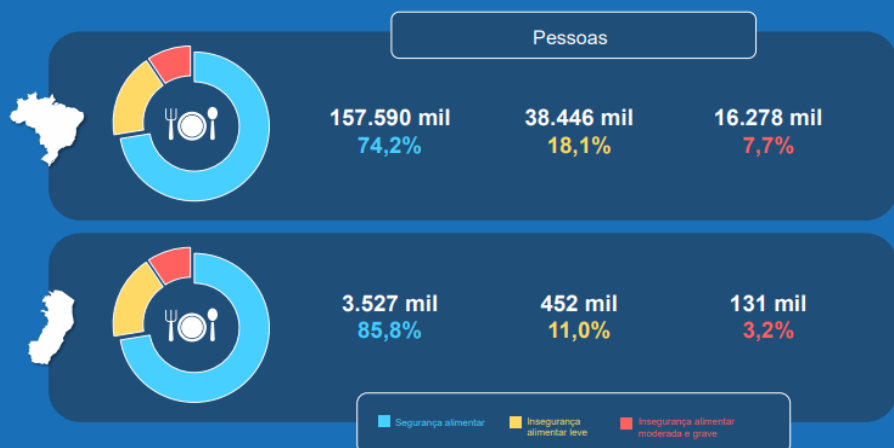 Pessoas
157.590 mil 38.446 mil 16.278 mil
74,2% 18,1% 7,7%
3.527 mil 452 mil 131 mil
85,8% 11,0% 3,2%
Segurança alimentar
Insegurança
alimentar leve
Insegurança alimentar
moderada e grave